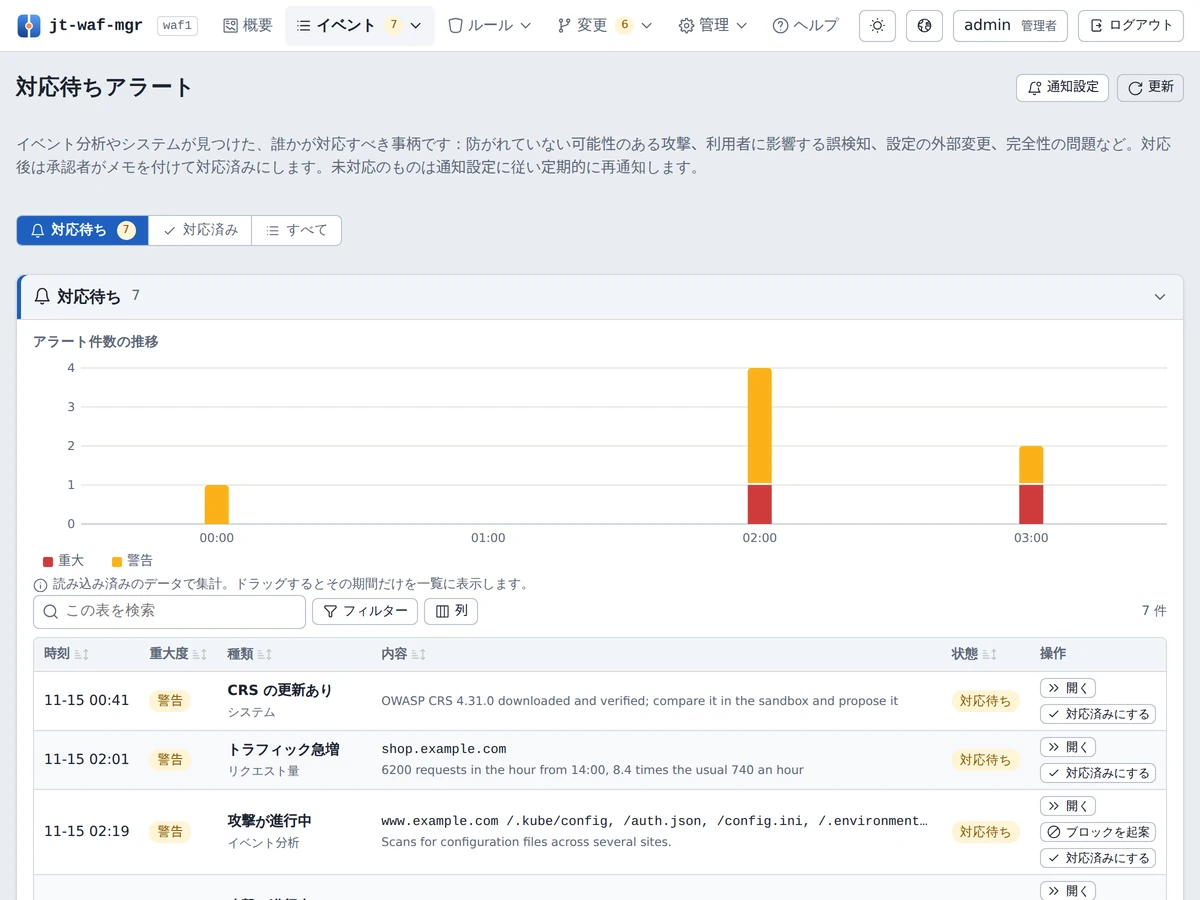 jt-waf-mgr waf1 概要 イベント 7 ルール 変更 6 管理 ヘルプ admin 管理者 ログアウト
対応待ちアラート 通知設定 更新
イベント分析やシステムが見つけた、誰かが対応すべき事柄です：防がれていない可能性のある攻撃、利用者に影響する誤検知、設定の外部変更、完全性の問題など。対応
後は承認者がメモを付けて対応済みにします。未対応のものは通知設定に従い定期的に再通知します。
対応待ち 7 対応済み すべて
対応待ち 7
アラート件数の推移
4
3
2
1
0
00:00 01:00 02:00 03:00
重大 警告
読み込み済みのデータで集計。ドラッグするとその期間だけを一覧に表示します。
この表を検索 フィルター 列 7 件
時刻 重大度 種類 内容 状態 操作
11-15 00:41 警告 CRS の更新あり システム OWASP CRS 4.31.0 downloaded and verified; compare it in the sandbox and propose it 対応待ち 開く 対応済みにする
11-15 02:01 警告 トラフィック急増 リクエスト量 shop.example.com 6200 requests in the hour from 14:00, 8.4 times the usual 740 an hour 対応待ち 開く 対応済みにする
11-15 02:19 警告 攻撃が進行中 イベント分析 www.example.com /.kube/config, /auth.json, /config.ini, /.environment… Scans for configuration files across several sites. 対応待ち 開く ブロックを起案 対応済みにする
開く